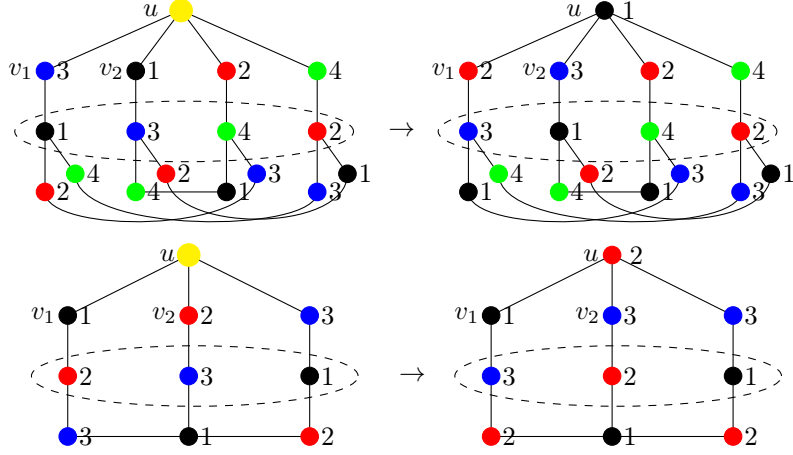 u u 1
v₁ 3 v₂ 1 2 4 v₁ 2 v₂ 3 2 4
1 3 4 2 → 3 1 4 2
4 2 3 1 4 2 3 1
2 4 1 3 1 4 1 3
u u 2
v₁ 1 v₂ 2 3 v₁ 1 v₂ 3 3
2 3 1 → 3 2 1
3 1 2 2 1 2